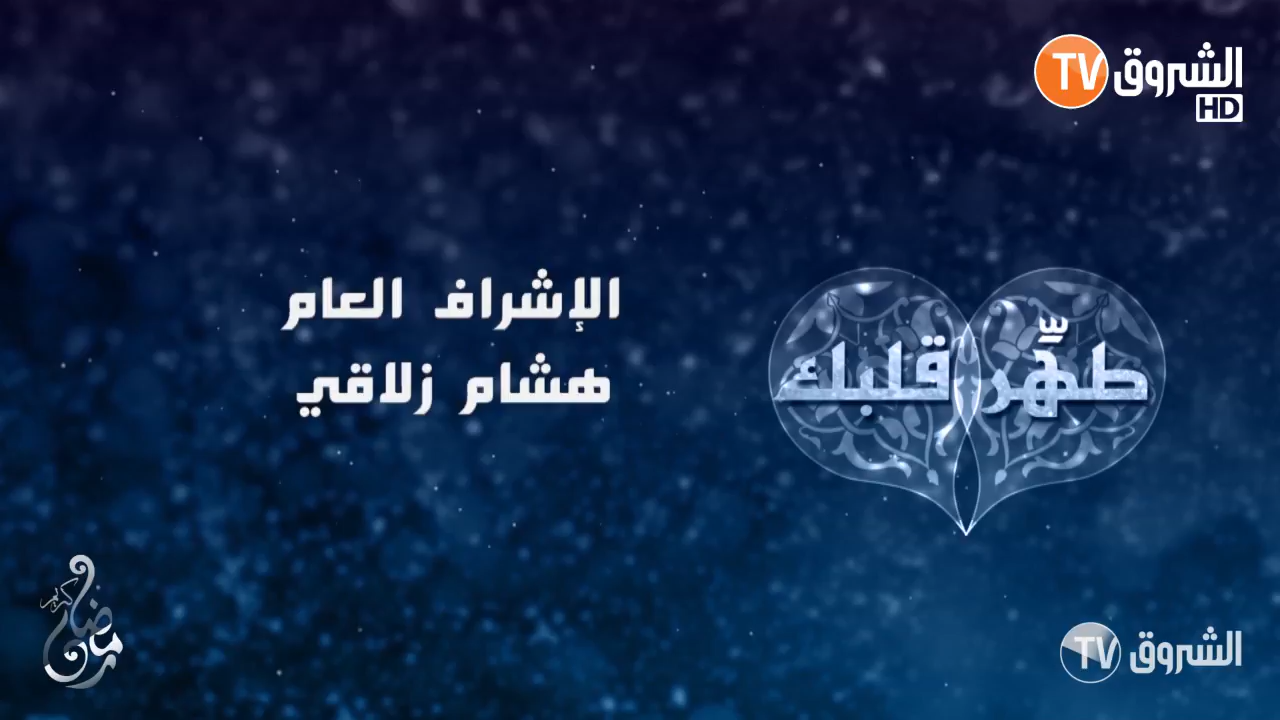 الشروق TV
HD
الإشراف العام
هشام زلاقي
طهِّر قلبك
رمضان كريم
الشروق TV